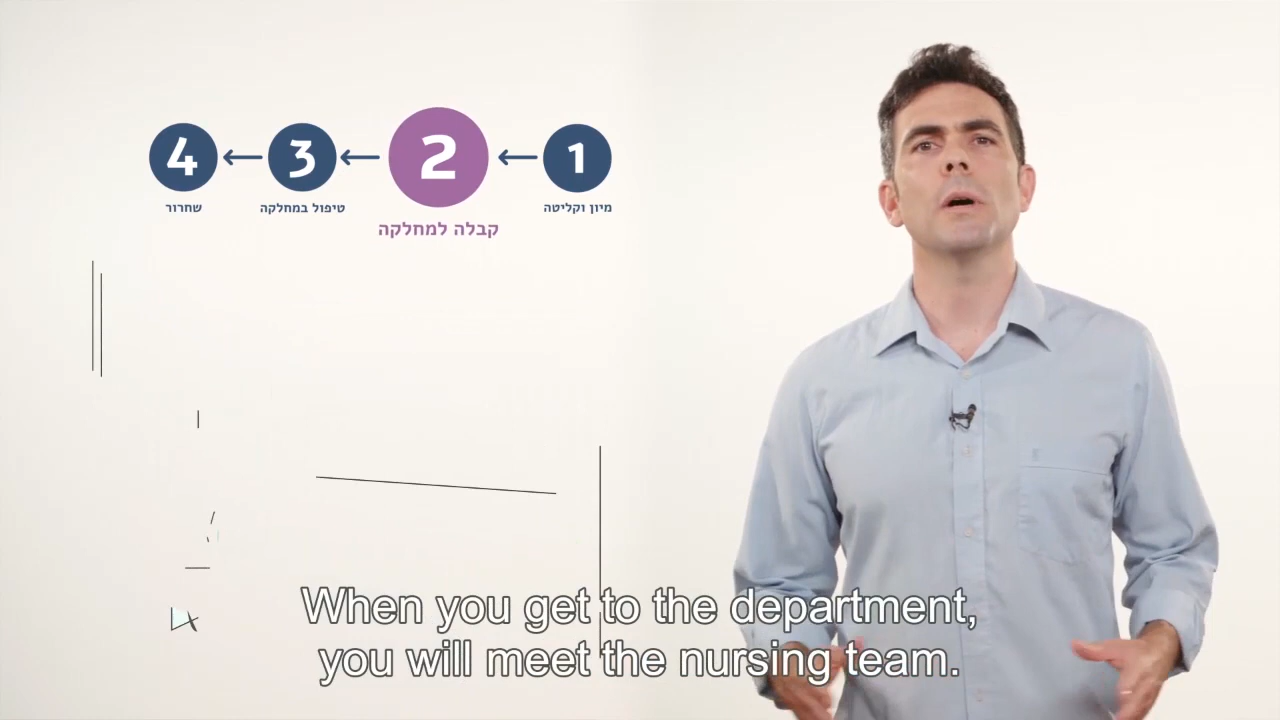 1 2 3 4
מיון וקליטה
קבלה למחלקה
טיפול במחלקה
שחרור
When you get to the department,
you will meet the nursing team.